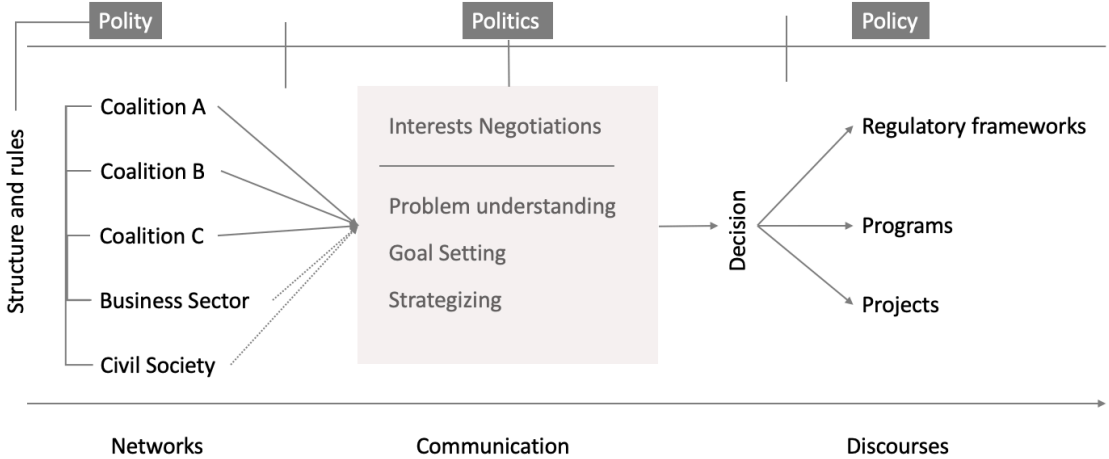 Polity
Politics
Policy
Structure and rules
Coalition A
Coalition B
Coalition C
Business Sector
Civil Society
Interests Negotiations
Problem understanding
Goal Setting
Strategizing
Decision
Regulatory frameworks
Programs
Projects
Networks
Communication
Discourses